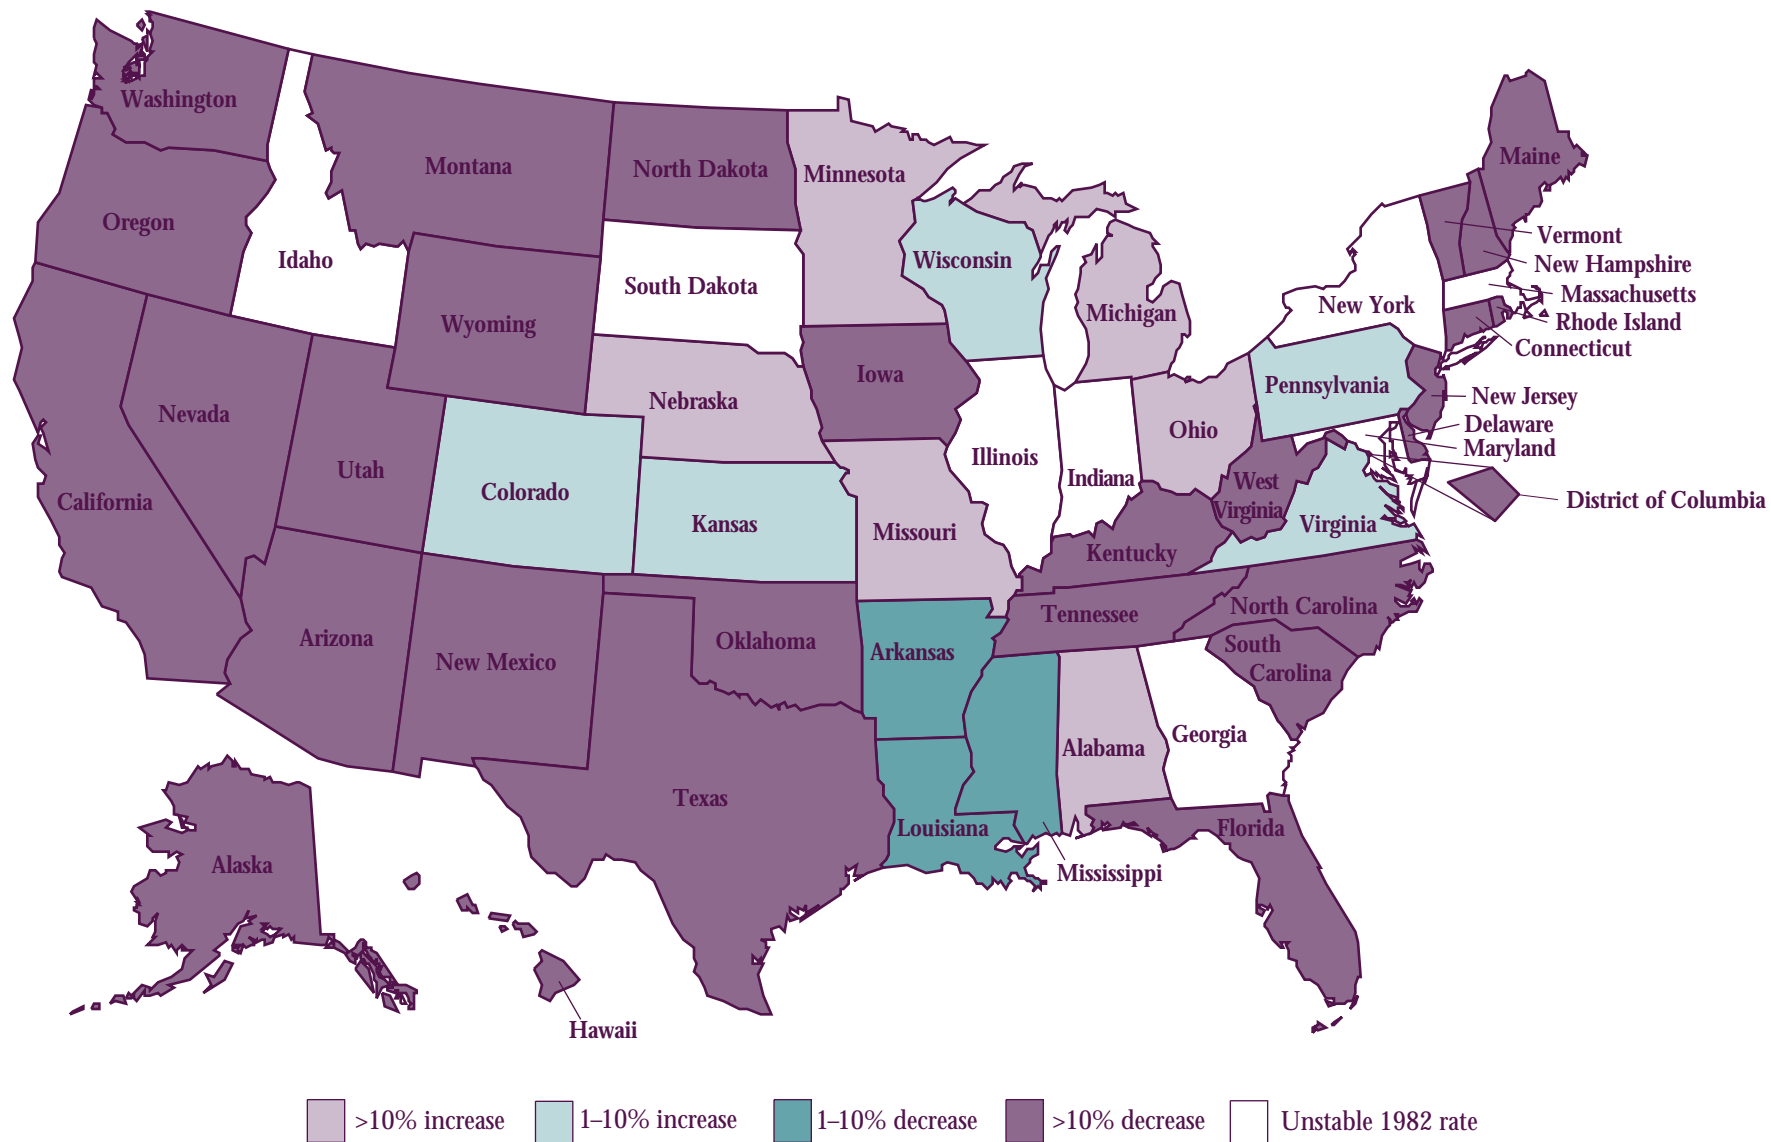 Washington
Montana
North Dakota
Minnesota
Maine
Oregon
Idaho
Wisconsin
Vermont
New Hampshire
South Dakota
Massachusetts
New York
Michigan
Rhode Island
Wyoming
Connecticut
Iowa
Pennsylvania
Nebraska
New Jersey
Nevada
Delaware
Ohio
Maryland
Utah
Illinois
Indiana
West
Virginia
Colorado
California
District of Columbia
Kansas
Virginia
Missouri
Kentucky
North Carolina
Tennessee
Arizona
Oklahoma
South
Carolina
Arkansas
New Mexico
Georgia
Alabama
Texas
Louisiana
Florida
Alaska
Mississippi
Hawaii
>10% increase
1–10% increase
1–10% decrease
>10% decrease
Unstable 1982 rate